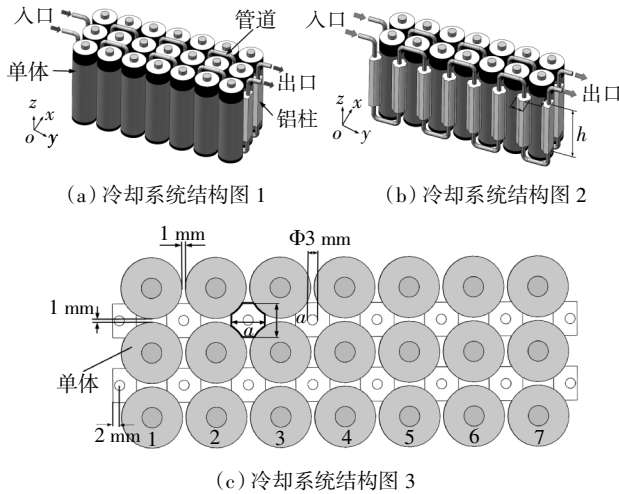 入口
管道
单体
出口
铝柱
z
x
o
y
(a) 冷却系统结构图 1
入口
出口
z
x
o
y
a
h
(b) 冷却系统结构图 2
1 mm
Φ3 mm
1 mm
a
a
单体
2 mm
1 2 3 4 5 6 7
(c) 冷却系统结构图 3